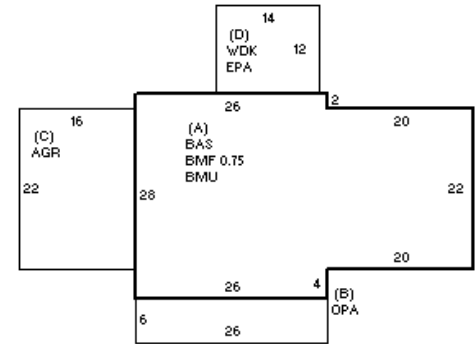 14
(D)
WDK 12
EPA
26 2
16 20
(C)
AGR
(A)
BAS
BMF 0.75
BMU
22 28 22
20
26 4
(B)
OPA
6
26